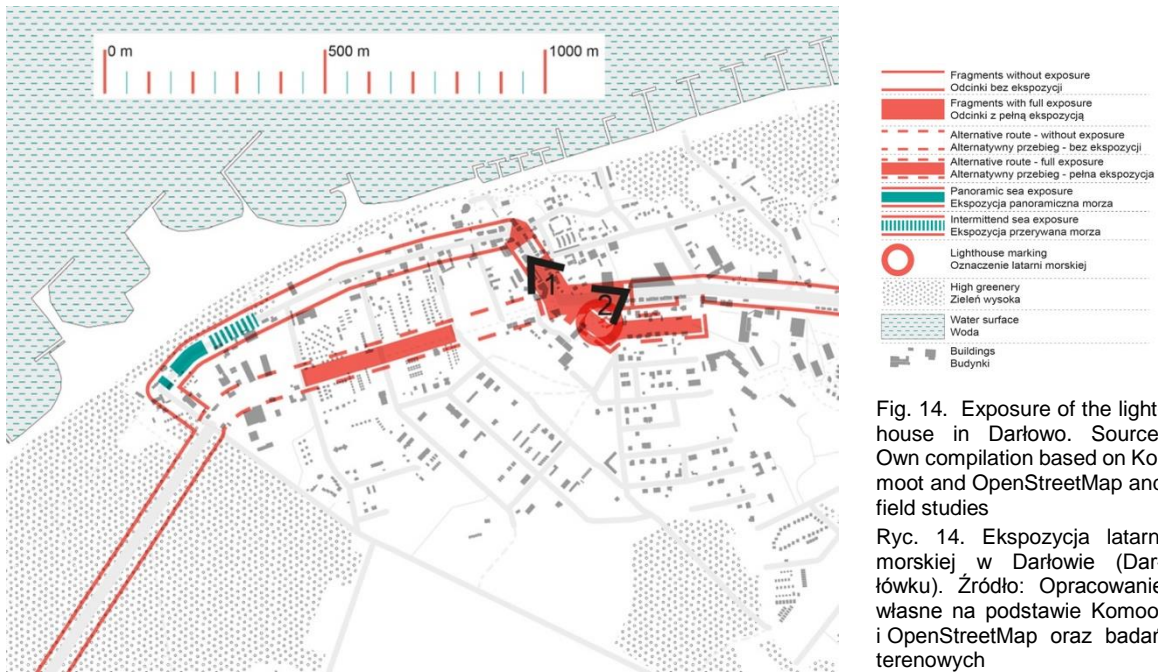 0 m 500 m 1000 m
1
2
Fragments without exposure
Odcinki bez ekspozycji
Fragments with full exposure
Odcinki z pełną ekspozycją
Alternative route - without exposure
Alternatywny przebieg - bez ekspozycji
Alternative route - full exposure
Alternatywny przebieg - pełna ekspozycja
Panoramic sea exposure
Ekspozycja panoramiczna morza
Intermittend sea exposure
Ekspozycja przerywana morza
Lighthouse marking
Oznaczenie latarni morskiej
High greenery
Zieleń wysoka
Water surface
Woda
Buildings
Budynki
Fig. 14. Exposure of the light
house in Darłowo. Source
Own compilation based on Ko
moot and OpenStreetMap and
field studies
Ryc. 14. Ekspozycja latarn
morskiej w Darłowie (Dar
łówku). Źródło: Opracowanie
własne na podstawie Komoo
i OpenStreetMap oraz badań
terenowych